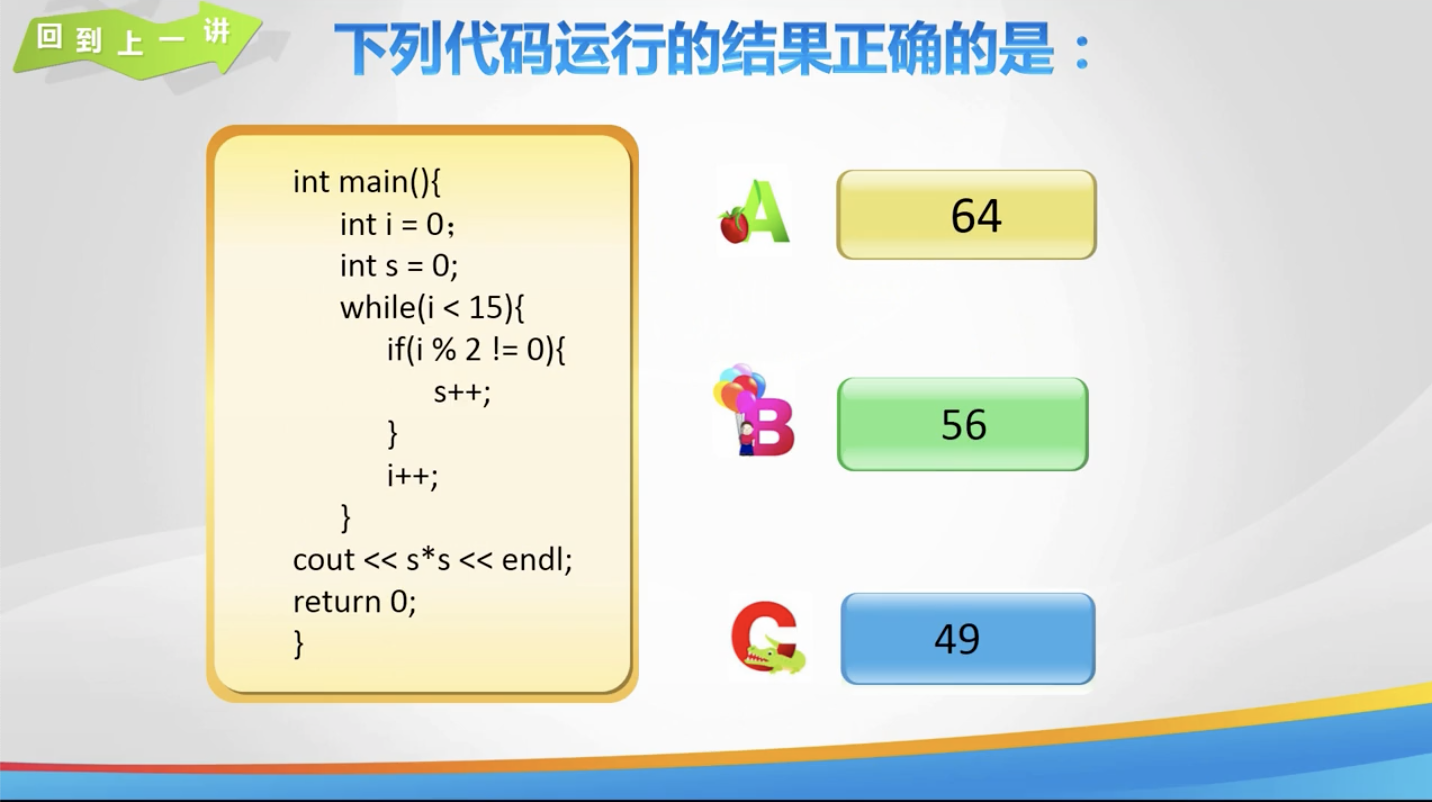 回到上一讲
下列代码运行的结果正确的是：
int main(){
int i = 0；
int s = 0;
while(i < 15){
if(i % 2 != 0){
s++;
}
i++;
}
cout << s*s << endl;
return 0;
}
A 64
B 56
C 49